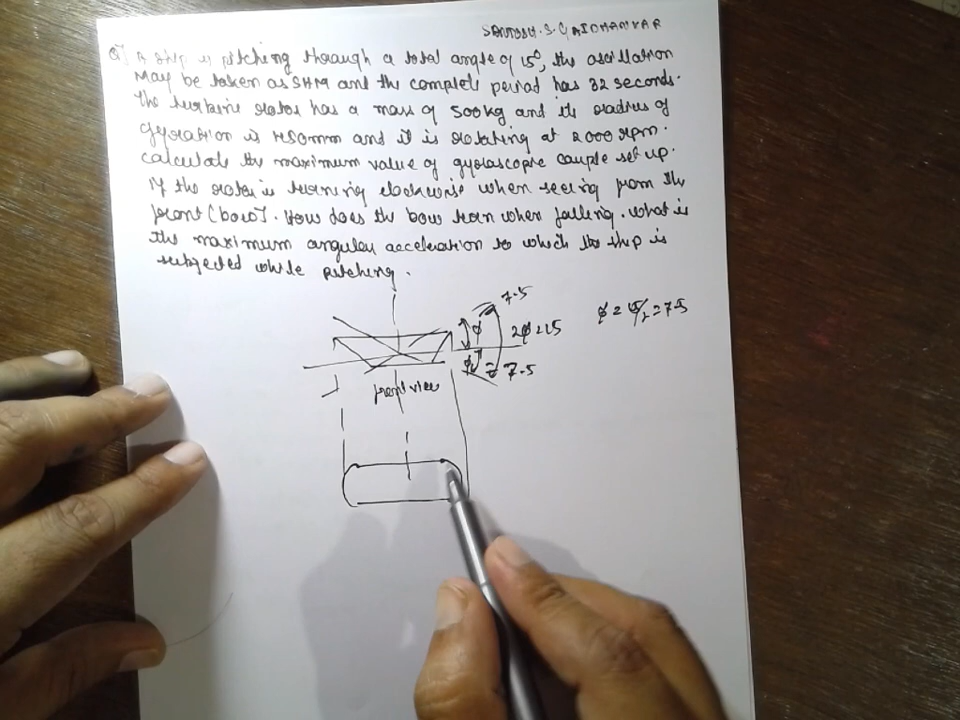 SANTOSH.S.GAIDHANKAR
Q) A ship is pitching through a total angle of 15°, the oscillation
May be taken as SHM and the complete period has 32 seconds.
the turbine rotor has a mass of 500kg and its radius of
gyration is 450mm and it is rotating at 2000 rpm.
calculate the maximum value of gyroscopic couple set up.
if the rotor is turning clockwise when seeing from the
front (bow). How does the bow turn when falling. what is
the maximum angular acceleration to which the ship is
subjected while pitching.
7.5
φ 2φ=15 φ = 15/2 = 7.5
φ = 7.5
front view